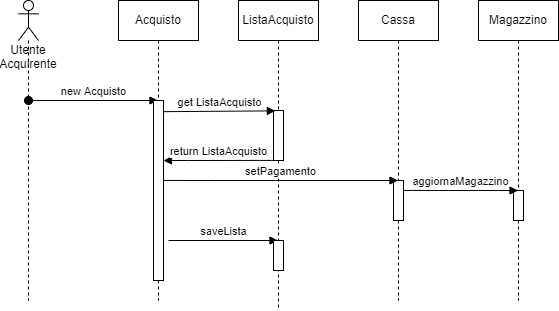 Acquisto
ListaAcquisto
Cassa
Magazzino
Utente
Acquirente
new Acquisto
get ListaAcquisto
return ListaAcquisto
setPagamento
aggiornaMagazzino
saveLista